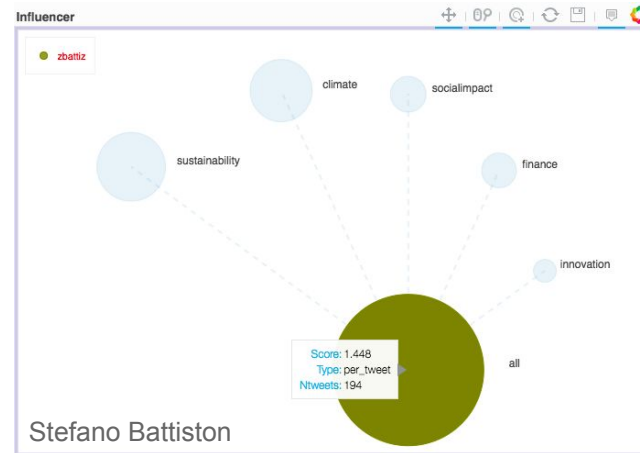 Influencer
zbattiz
climate
socialimpact
sustainability
finance
innovation
Score: 1.448
Type: per_tweet
Ntweets: 194
all
Stefano Battiston